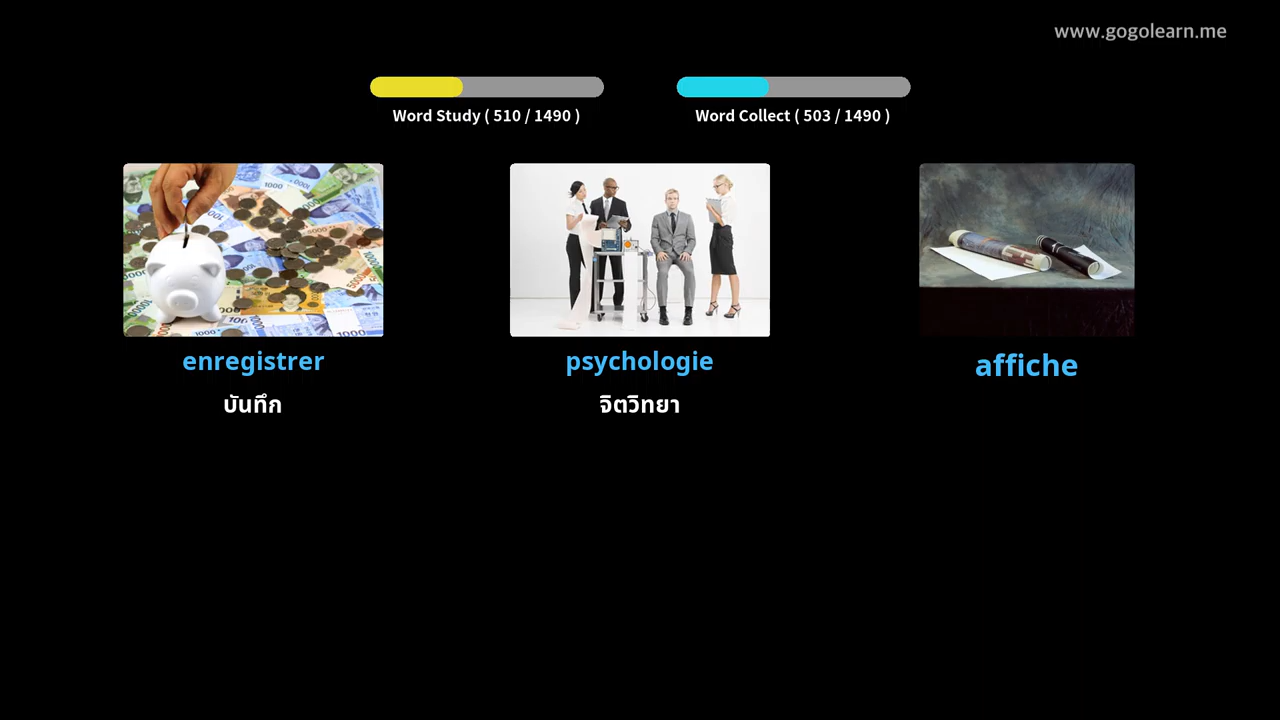 www.gogolearn.me
Word Study ( 510 / 1490 )
Word Collect ( 503 / 1490 )
enregistrer
psychologie
affiche
บันทึก
จิตวิทยา